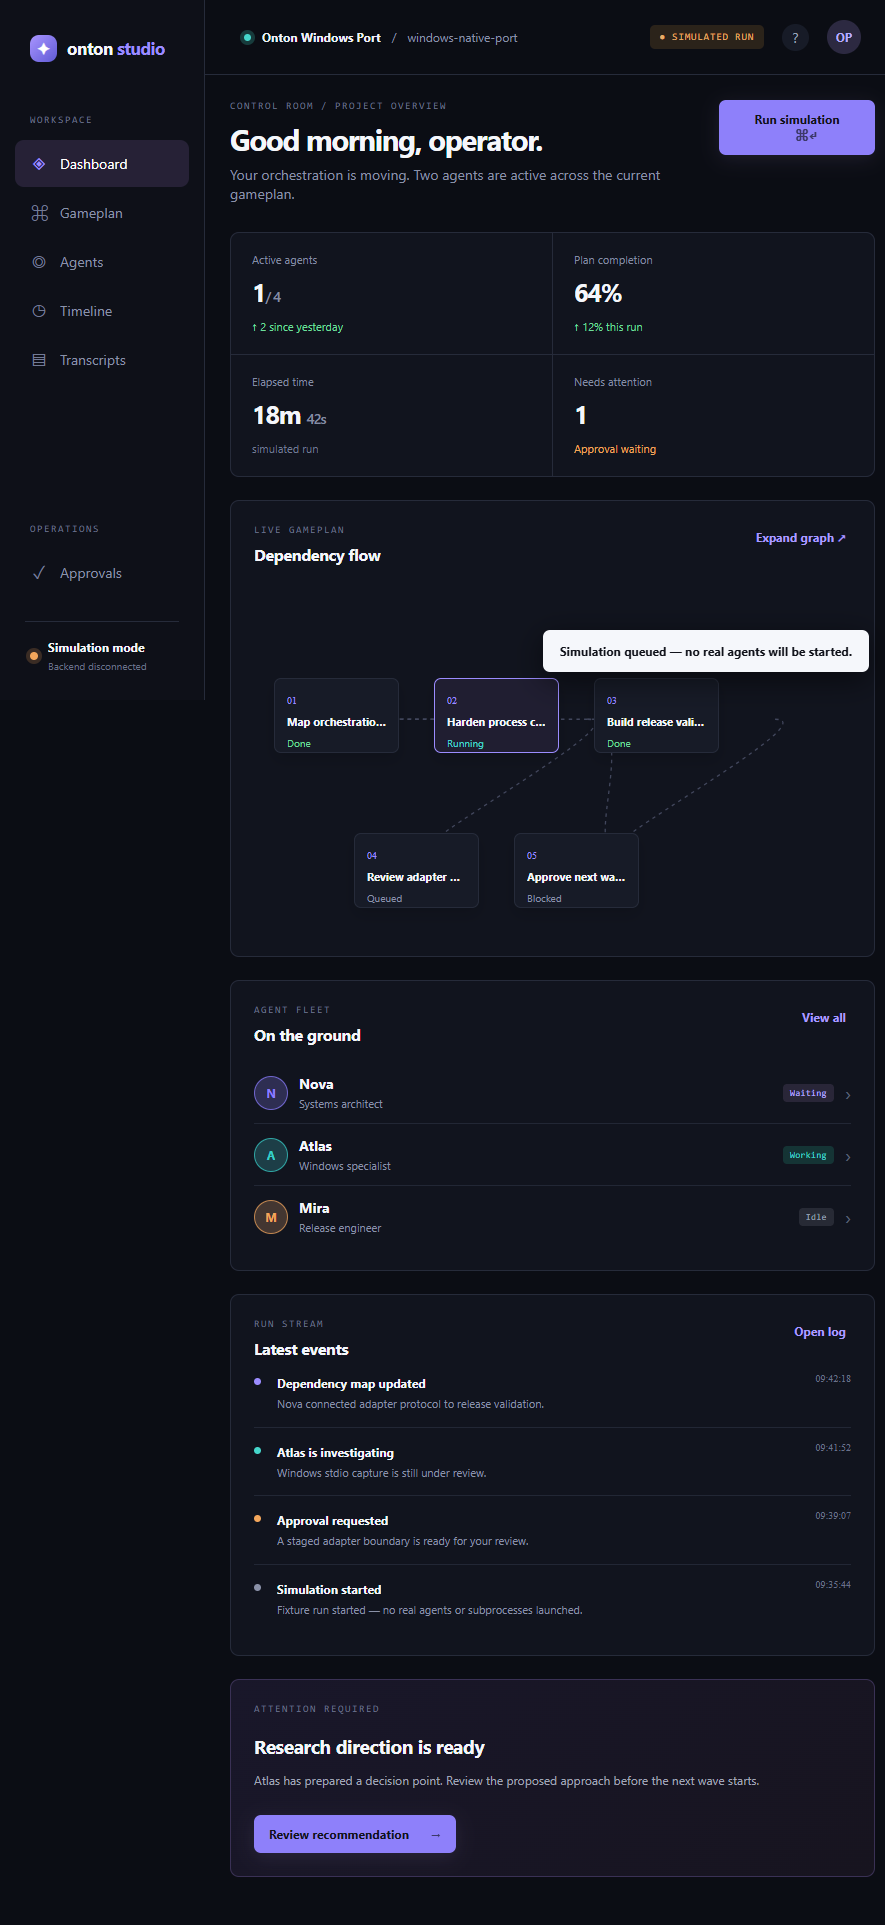 onton studio
WORKSPACE
Dashboard
Gameplan
Agents
Timeline
Transcripts
OPERATIONS
Approvals
Simulation mode
Backend disconnected
Onton Windows Port / windows-native-port
SIMULATED RUN
?
OP
CONTROL ROOM / PROJECT OVERVIEW
Good morning, operator.
Your orchestration is moving. Two agents are active across the current
gameplan.
Run simulation
⌘↵
Active agents
1/ 4
↑ 2 since yesterday
Plan completion
64%
↑ 12% this run
Elapsed time
18m 42s
simulated run
Needs attention
1
Approval waiting
LIVE GAMEPLAN
Dependency flow
Expand graph ↗
Simulation queued — no real agents will be started.
01
Map orchestratio...
Done
02
Harden process c...
Running
03
Build release vali...
Done
04
Review adapter ...
Queued
05
Approve next wa...
Blocked
AGENT FLEET
On the ground
View all
N
Nova
Systems architect
Waiting
A
Atlas
Windows specialist
Working
M
Mira
Release engineer
Idle
RUN STREAM
Latest events
Open log
Dependency map updated
09:42:18
Nova connected adapter protocol to release validation.
Atlas is investigating
09:41:52
Windows stdio capture is still under review.
Approval requested
09:39:07
A staged adapter boundary is ready for your review.
Simulation started
09:35:44
Fixture run started — no real agents or subprocesses launched.
ATTENTION REQUIRED
Research direction is ready
Atlas has prepared a decision point. Review the proposed approach before the next wave starts.
Review recommendation →